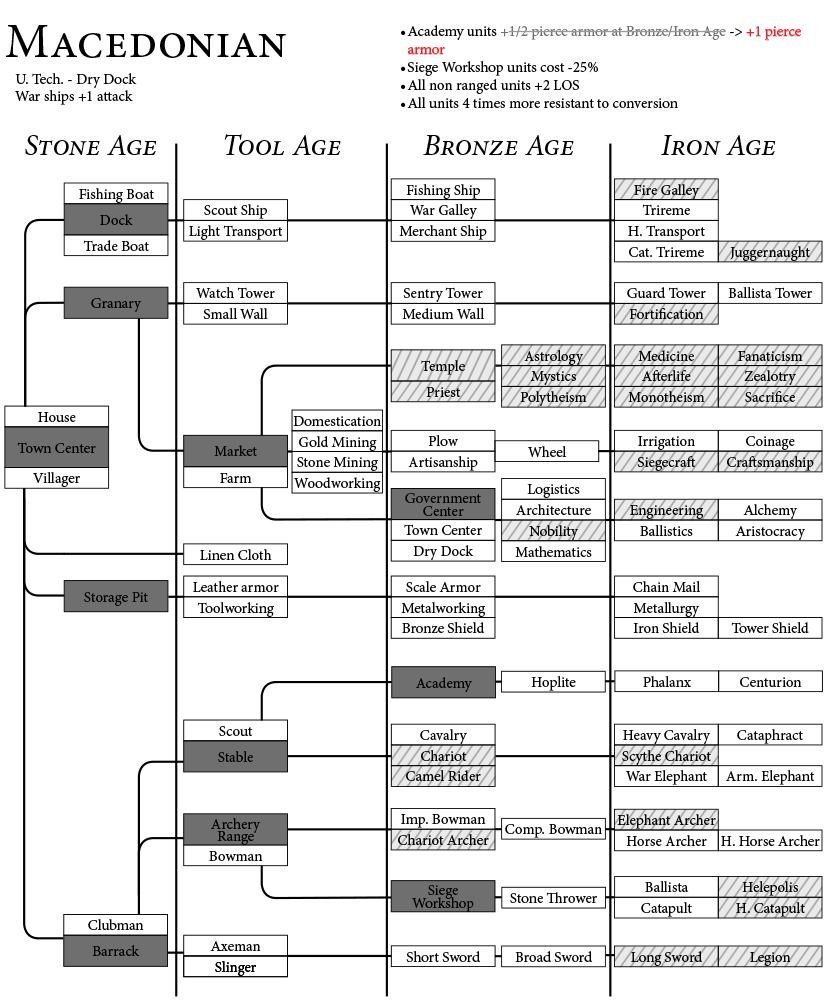 MACEDONIAN
U. Tech. - Dry Dock
War ships +1 attack
• Academy units +1/2 pierce armor at Bronze/Iron Age -> +1 pierce
armor
• Siege Workshop units cost -25%
• All non ranged units +2 LOS
• All units 4 times more resistant to conversion
STONE AGE TOOL AGE BRONZE AGE IRON AGE
Fishing Boat
Dock
Trade Boat
Scout Ship
Light Transport
Fishing Ship
War Galley
Merchant Ship
Fire Galley
Trireme
H. Transport
Cat. Trireme Juggernaught
Granary
Watch Tower
Small Wall
Sentry Tower
Medium Wall
Guard Tower Ballista Tower
Fortification
Temple
Priest
Astrology
Mystics
Polytheism
Medicine Fanaticism
Afterlife Zealotry
Monotheism Sacrifice
House
Town Center
Villager
Market
Farm
Domestication
Gold Mining
Stone Mining
Woodworking
Plow
Artisanship
Wheel
Irrigation Coinage
Siegecraft Craftsmanship
Government
Center
Town Center
Dry Dock
Logistics
Architecture
Nobility
Mathematics
Engineering Alchemy
Ballistics Aristocracy
Linen Cloth
Storage Pit
Leather armor
Toolworking
Scale Armor
Metalworking
Bronze Shield
Chain Mail
Metallurgy
Iron Shield Tower Shield
Academy
Hoplite
Phalanx Centurion
Scout
Stable
Cavalry
Chariot
Camel Rider
Heavy Cavalry Cataphract
Scythe Chariot
War Elephant Arm. Elephant
Archery
Range
Bowman
Imp. Bowman
Chariot Archer
Comp. Bowman
Elephant Archer
Horse Archer H. Horse Archer
Siege
Workshop
Stone Thrower
Ballista Helepolis
Catapult H. Catapult
Clubman
Barrack
Axeman
Slinger
Short Sword Broad Sword
Long Sword Legion